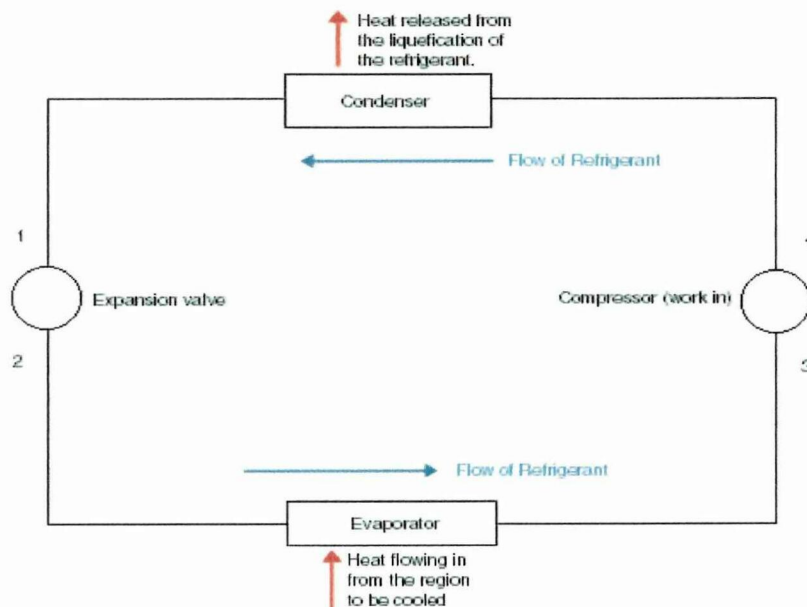 Heat released from
the liquefication of
the refrigerant.
Condenser
Flow of Refrigerant
1
Expansion valve
Compressor (work in)
2
3
Flow of Refrigerant
Evaporator
Heat flowing in
from the region
to be cooled